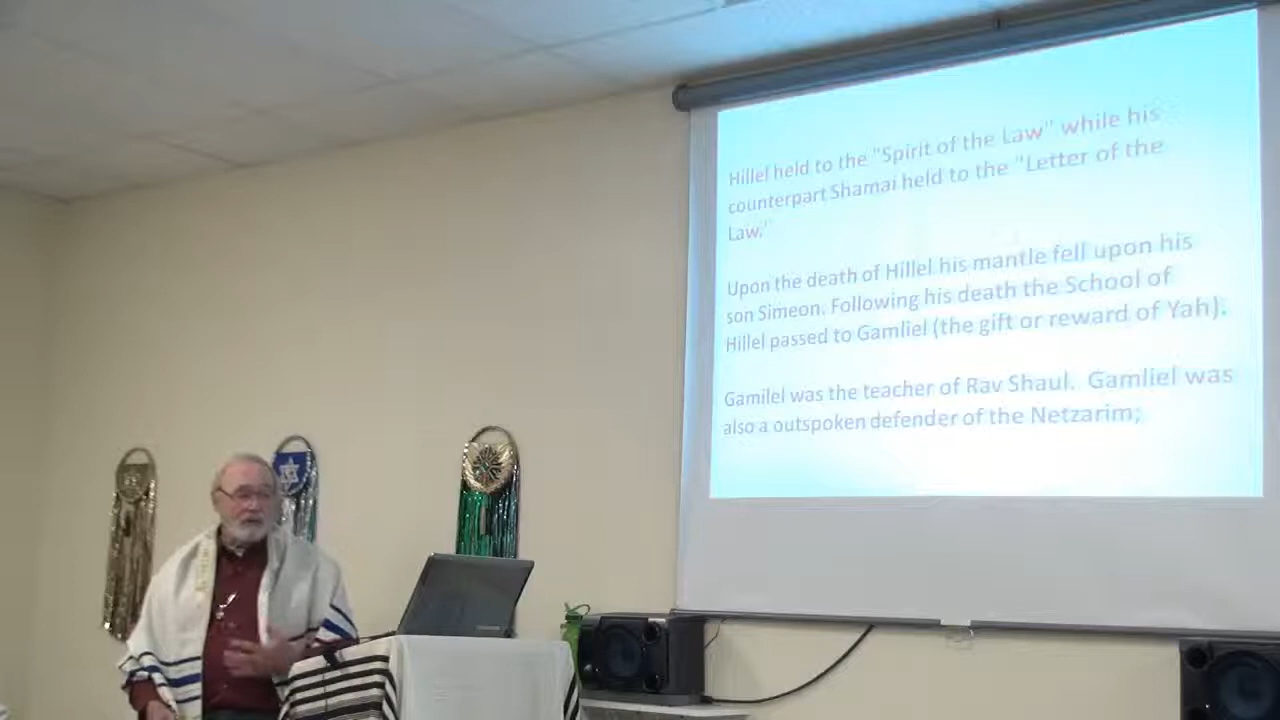 Hillel held to the "Spirit of the Law" while his
counterpart Shamai held to the "Letter of the
Law."
Upon the death of Hillel his mantle fell upon his
son Simeon. Following his death the School of
Hillel passed to Gamliel (the gift or reward of Yah).
Gamilel was the teacher of Rav Shaul. Gamliel was
also a outspoken defender of the Netzarim;